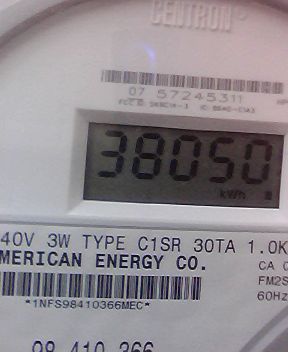 CENTRON
07 57245311
38050
kWh
40V 3W TYPE C1SR 30TA 1.0K
MERICAN ENERGY CO.
CA 0
FM2S
60Hz
*1NFS98410366MEC*
98 410 366